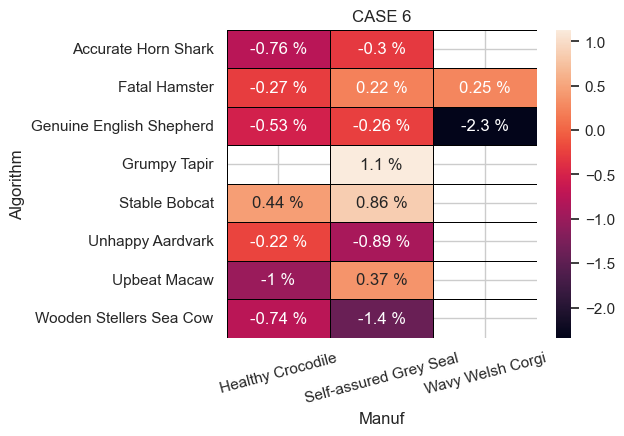 CASE 6
Algorithm
Accurate Horn Shark -0.76 % -0.3 %
Fatal Hamster -0.27 % 0.22 % 0.25 %
Genuine English Shepherd -0.53 % -0.26 % -2.3 %
Grumpy Tapir 1.1 %
Stable Bobcat 0.44 % 0.86 %
Unhappy Aardvark -0.22 % -0.89 %
Upbeat Macaw -1 % 0.37 %
Wooden Stellers Sea Cow -0.74 % -1.4 %
Healthy Crocodile Self-assured Grey Seal Wavy Welsh Corgi
Manuf
1.0
0.5
0.0
−0.5
−1.0
−1.5
−2.0